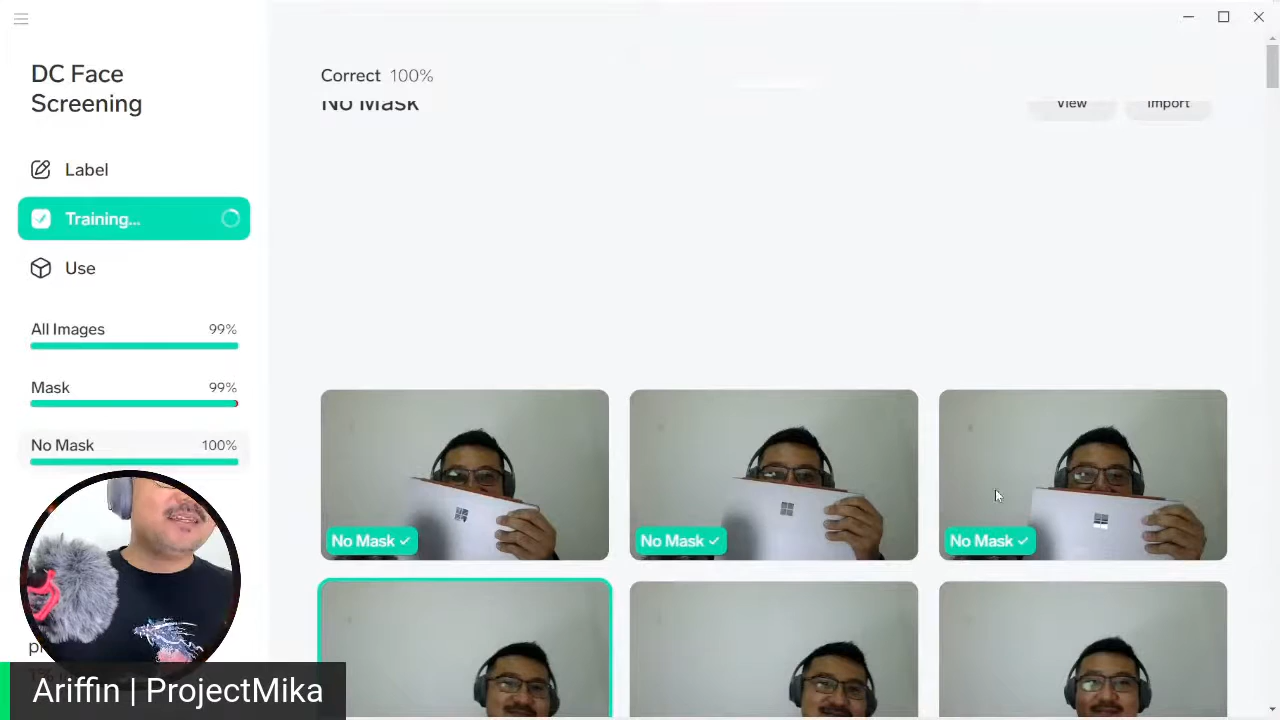 DC Face
Screening
Label
Training...
Use
All Images 99%
Mask 99%
No Mask 100%
Correct 100%
No Mask
View
Import
No Mask
No Mask
No Mask
Ariffin | ProjectMika